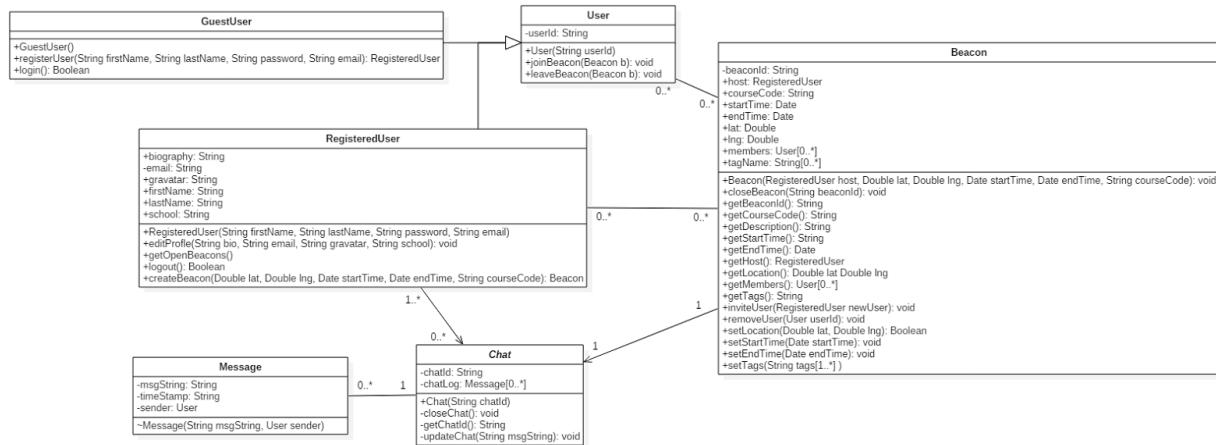 GuestUser
+GuestUser()
+registerUser(String firstName, String lastName, String password, String email): RegisteredUser
+login(): Boolean
User
-userId: String
+User(String userId)
+joinBeacon(Beacon b): void
+leaveBeacon(Beacon b): void
0..*
0..*
Beacon
-beaconId: String
+host: RegisteredUser
+courseCode: String
+startTime: Date
+endTime: Date
+lat: Double
+lng: Double
+members: User[0..*]
+tagName: String[0..*]
+Beacon(RegisteredUser host, Double lat, Double lng, Date startTime, Date endTime, String courseCode): void
+closeBeacon(String beaconId): void
+getBeaconId(): String
+getCourseCode(): String
+getDescription(): String
+getStartTime(): String
+getEndTime(): Date
+getHost(): RegisteredUser
+getLocation(): Double lat Double lng
+getMembers(): User[0..*]
+getTags(): String
+inviteUser(RegisteredUser newUser): void
+removeUser(User userId): void
+setLocation(Double lat, Double lng): Boolean
+setStartTime(Date startTime): void
+setEndTime(Date endTime): void
+setTags(String tags[1..*] )
RegisteredUser
+biography: String
-email: String
+gravatar: String
+firstName: String
+lastName: String
+school: String
+RegisteredUser(String firstName, String lastName, String password, String email)
+editProfle(String bio, String email, String gravatar, String school): void
+getOpenBeacons()
+logout(): Boolean
+createBeacon(Double lat, Double lng, Date startTime, Date endTime, String courseCode): Beacon
0..*
0..*
1..*
0..*
1
1
Chat
-chatId: String
-chatLog: Message[0..*]
+Chat(String chatId)
-closeChat(): void
-getChatId(): String
-updateChat(String msgString): void
Message
-msgString: String
-timeStamp: String
-sender: User
~Message(String msgString, User sender)
0..*
1